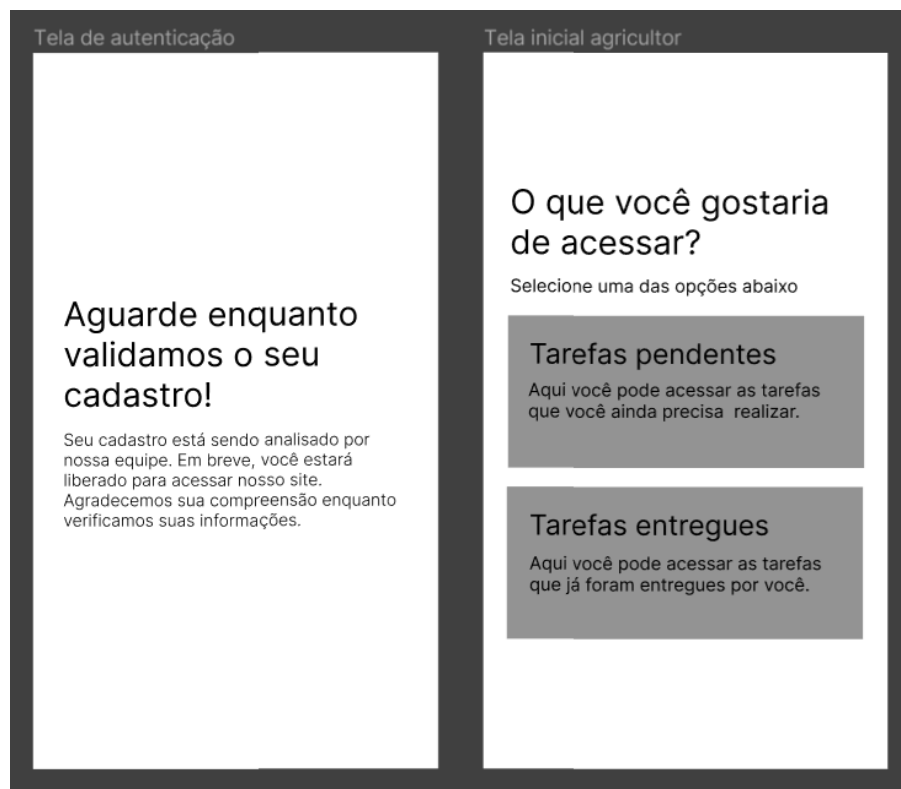 Tela de autenticação
Aguarde enquanto
validamos o seu
cadastro!
Seu cadastro está sendo analisado por
nossa equipe. Em breve, você estará
liberado para acessar nosso site.
Agradecemos sua compreensão enquanto
verificamos suas informações.
Tela inicial agricultor
O que você gostaria
de acessar?
Selecione uma das opções abaixo
Tarefas pendentes
Aqui você pode acessar as tarefas
que você ainda precisa  realizar.
Tarefas entregues
Aqui você pode acessar as tarefas
que já foram entregues por você.